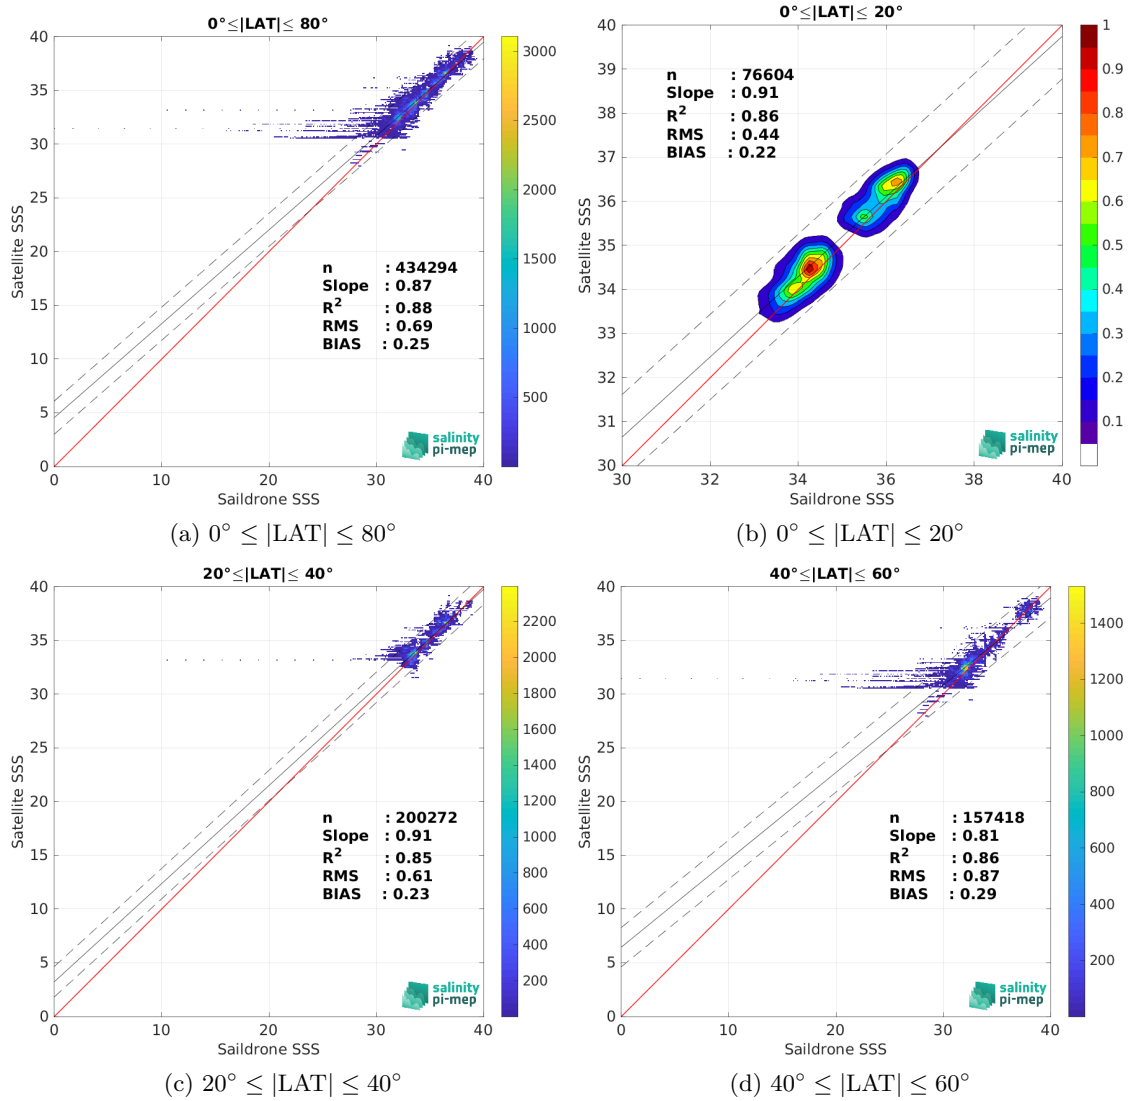 0°≤|LAT|≤ 80°
40
35
30
25
20
15
10
5
0
Satellite SSS
n : 434294
Slope : 0.87
R² : 0.88
RMS : 0.69
BIAS : 0.25
salinity
pi-mep
0 10 20 30 40
Saildrone SSS
3000
2500
2000
1500
1000
500
(a) 0° ≤ |LAT| ≤ 80°
0°≤|LAT|≤ 20°
40
39
38
37
36
35
34
33
32
31
30
Satellite SSS
n : 76604
Slope : 0.91
R² : 0.86
RMS : 0.44
BIAS : 0.22
salinity
pi-mep
30 32 34 36 38 40
Saildrone SSS
1
0.9
0.8
0.7
0.6
0.5
0.4
0.3
0.2
0.1
(b) 0° ≤ |LAT| ≤ 20°
20°≤|LAT|≤ 40°
40
35
30
25
20
15
10
5
0
Satellite SSS
n : 200272
Slope : 0.91
R² : 0.85
RMS : 0.61
BIAS : 0.23
salinity
pi-mep
0 10 20 30 40
Saildrone SSS
2200
2000
1800
1600
1400
1200
1000
800
600
400
200
(c) 20° ≤ |LAT| ≤ 40°
40°≤|LAT|≤ 60°
40
35
30
25
20
15
10
5
0
Satellite SSS
n : 157418
Slope : 0.81
R² : 0.86
RMS : 0.87
BIAS : 0.29
salinity
pi-mep
0 10 20 30 40
Saildrone SSS
1400
1200
1000
800
600
400
200
(d) 40° ≤ |LAT| ≤ 60°